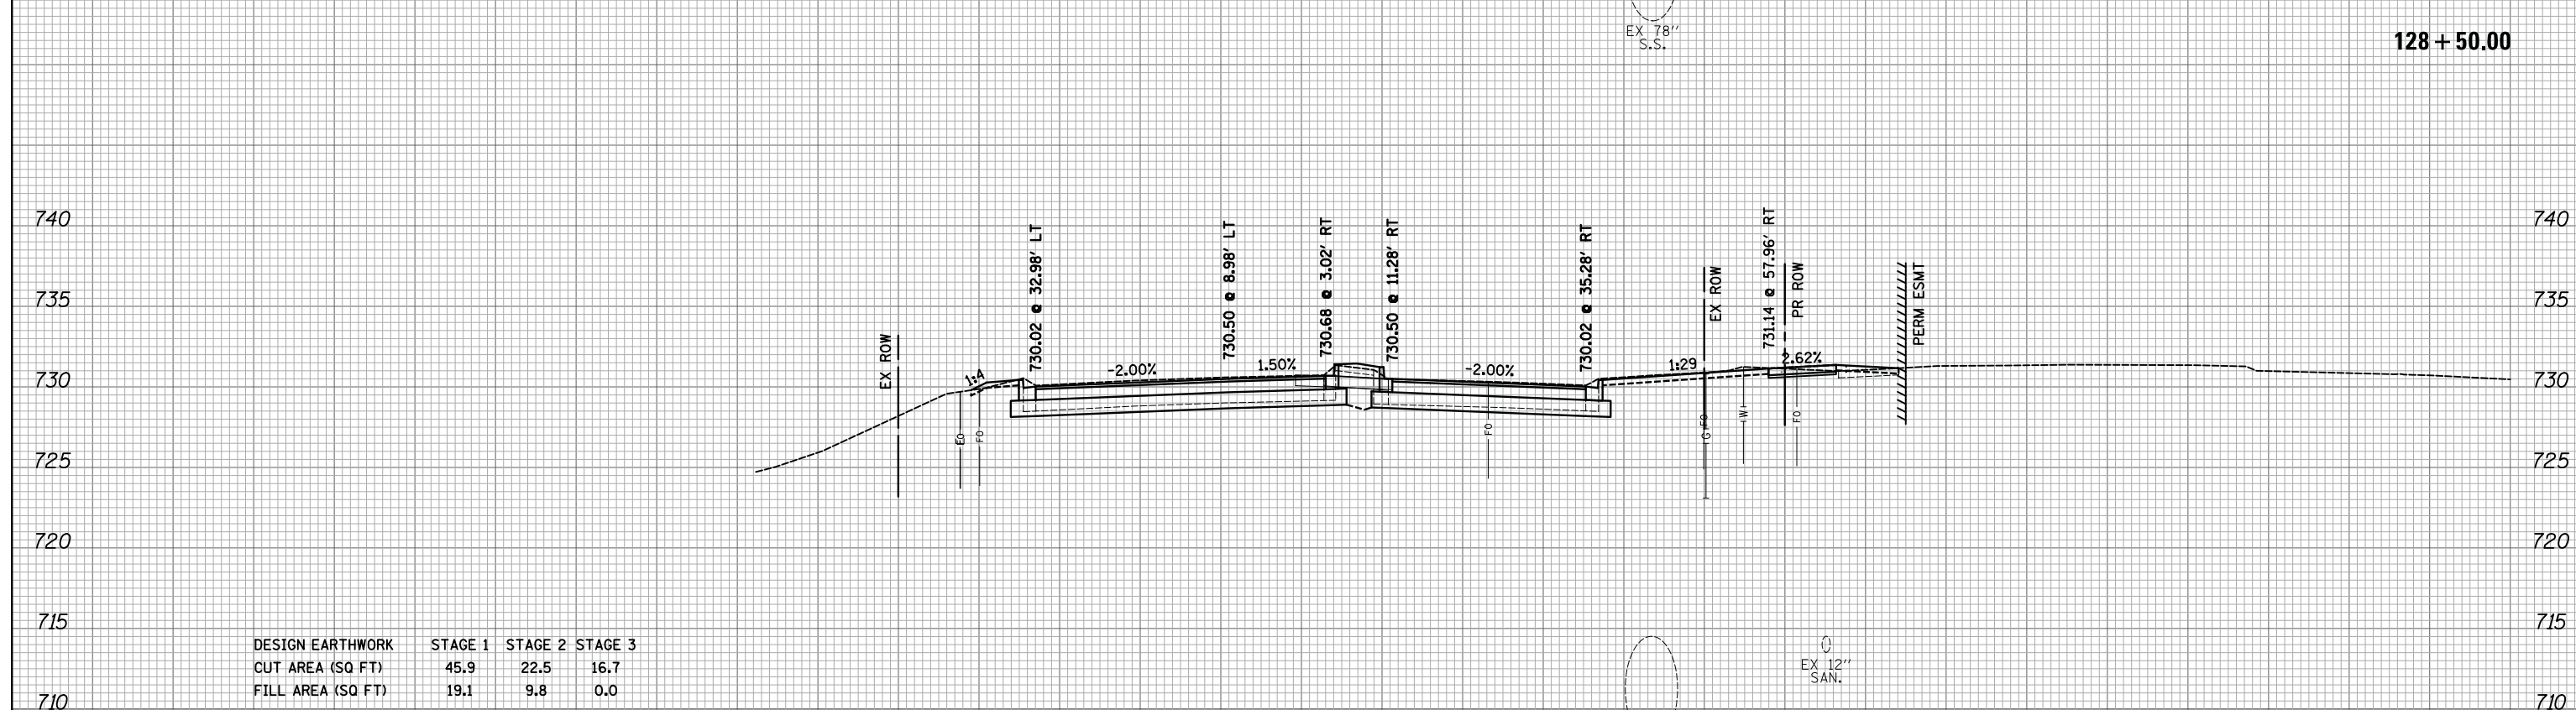 EX 78"
S.S.
128 + 50.00
740
740
735
735
730
730
725
725
720
720
715
715
710
710
EX ROW
1:4
730.02 @ 32.98' LT
-2.00%
730.50 @ 8.98' LT
1.50%
730.68 @ 3.02' RT
730.50 @ 11.28' RT
-2.00%
730.02 @ 35.28' RT
1:29
EX ROW
731.14 @ 57.96' RT
PR ROW
2.62%
PERM ESMT
FO
FO
G
FO
W
FO
DESIGN EARTHWORK STAGE 1 STAGE 2 STAGE 3
CUT AREA (SQ FT) 45.9 22.5 16.7
FILL AREA (SQ FT) 19.1 9.8 0.0
EX 12"
SAN.